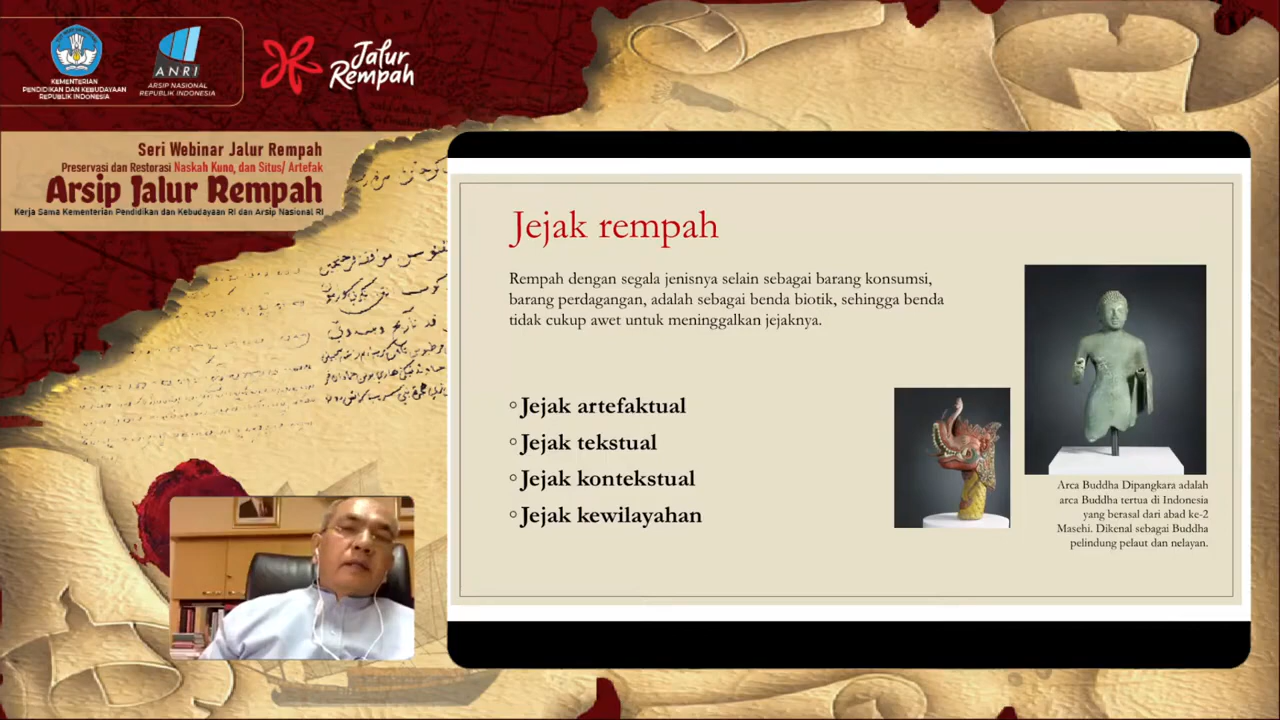 KEMENTERIAN
PENDIDIKAN DAN KEBUDAYAAN
REPUBLIK INDONESIA
ANRI
ARSIP NASIONAL
REPUBLIK INDONESIA
Jalur
Rempah
Seri Webinar Jalur Rempah
Preservasi dan Restorasi Naskah Kuno, dan Situs/ Artefak
Arsip Jalur Rempah
Kerja Sama Kementerian Pendidikan dan Kebudayaan RI dan Arsip Nasional RI
Jejak rempah
Rempah dengan segala jenisnya selain sebagai barang konsumsi,
barang perdagangan, adalah sebagai benda biotik, sehingga benda
tidak cukup awet untuk meninggalkan jejaknya.
Jejak artefaktual
Jejak tekstual
Jejak kontekstual
Jejak kewilayahan
Arca Buddha Dipangkara adalah
arca Buddha tertua di Indonesia
yang berasal dari abad ke-2
Masehi. Dikenal sebagai Buddha
pelindung pelaut dan nelayan.